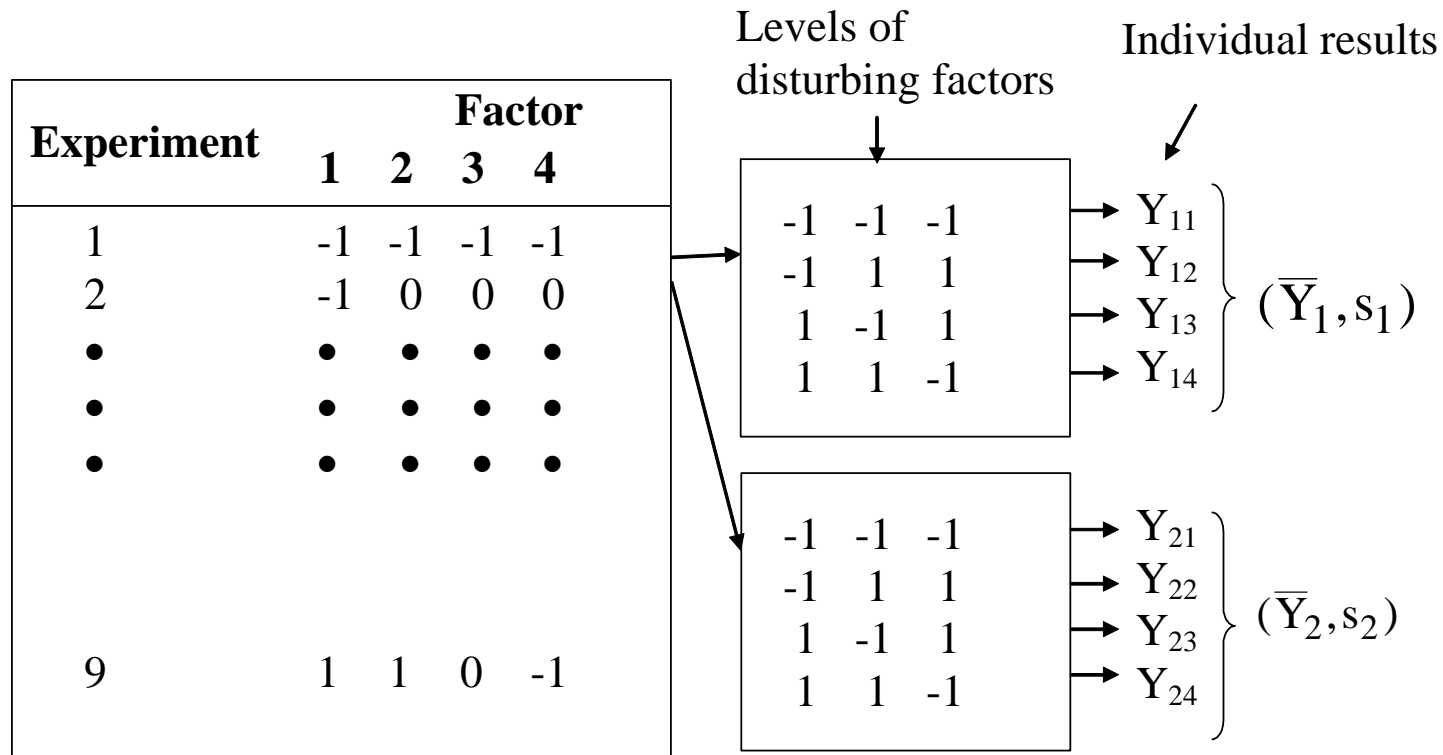 Levels of
disturbing factors
Individual results
Factor
Experiment
1 2 3 4
1 -1 -1 -1 -1
2 -1 0 0 0
• • • • •
• • • • •
• • • • •
9 1 1 0 -1
-1 -1 -1
-1 1 1
1 -1 1
1 1 -1
Y₁₁
Y₁₂
Y₁₃
Y₁₄
(Y̅₁, s₁)
-1 -1 -1
-1 1 1
1 -1 1
1 1 -1
Y₂₁
Y₂₂
Y₂₃
Y₂₄
(Y̅₂, s₂)